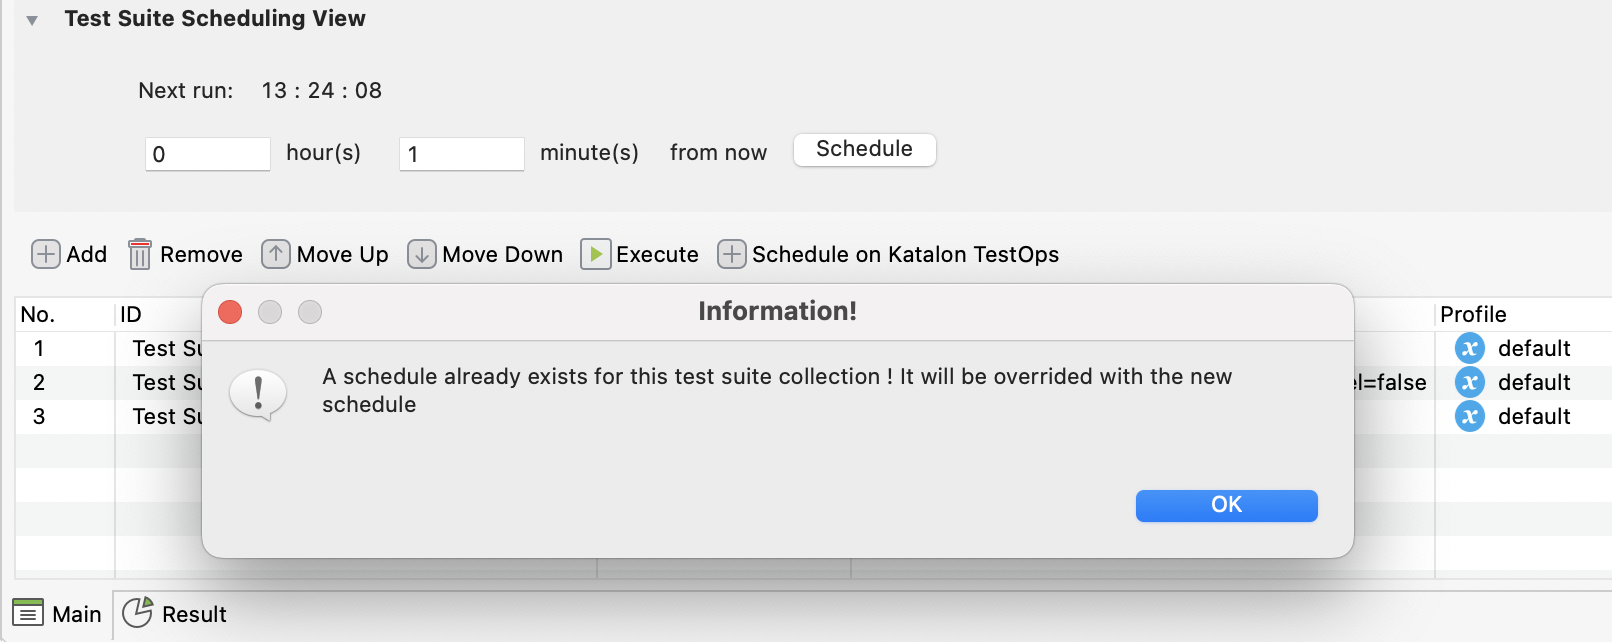 Test Suite Scheduling View
Next run: 13 : 24 : 08
0 hour(s) 1 minute(s) from now Schedule
Add Remove Move Up Move Down Execute Schedule on Katalon TestOps
Information!
No. ID Profile
1 Test default
2 Test =false default
3 Test default
A schedule already exists for this test suite collection ! It will be overrided with the new
schedule
OK
Main Result